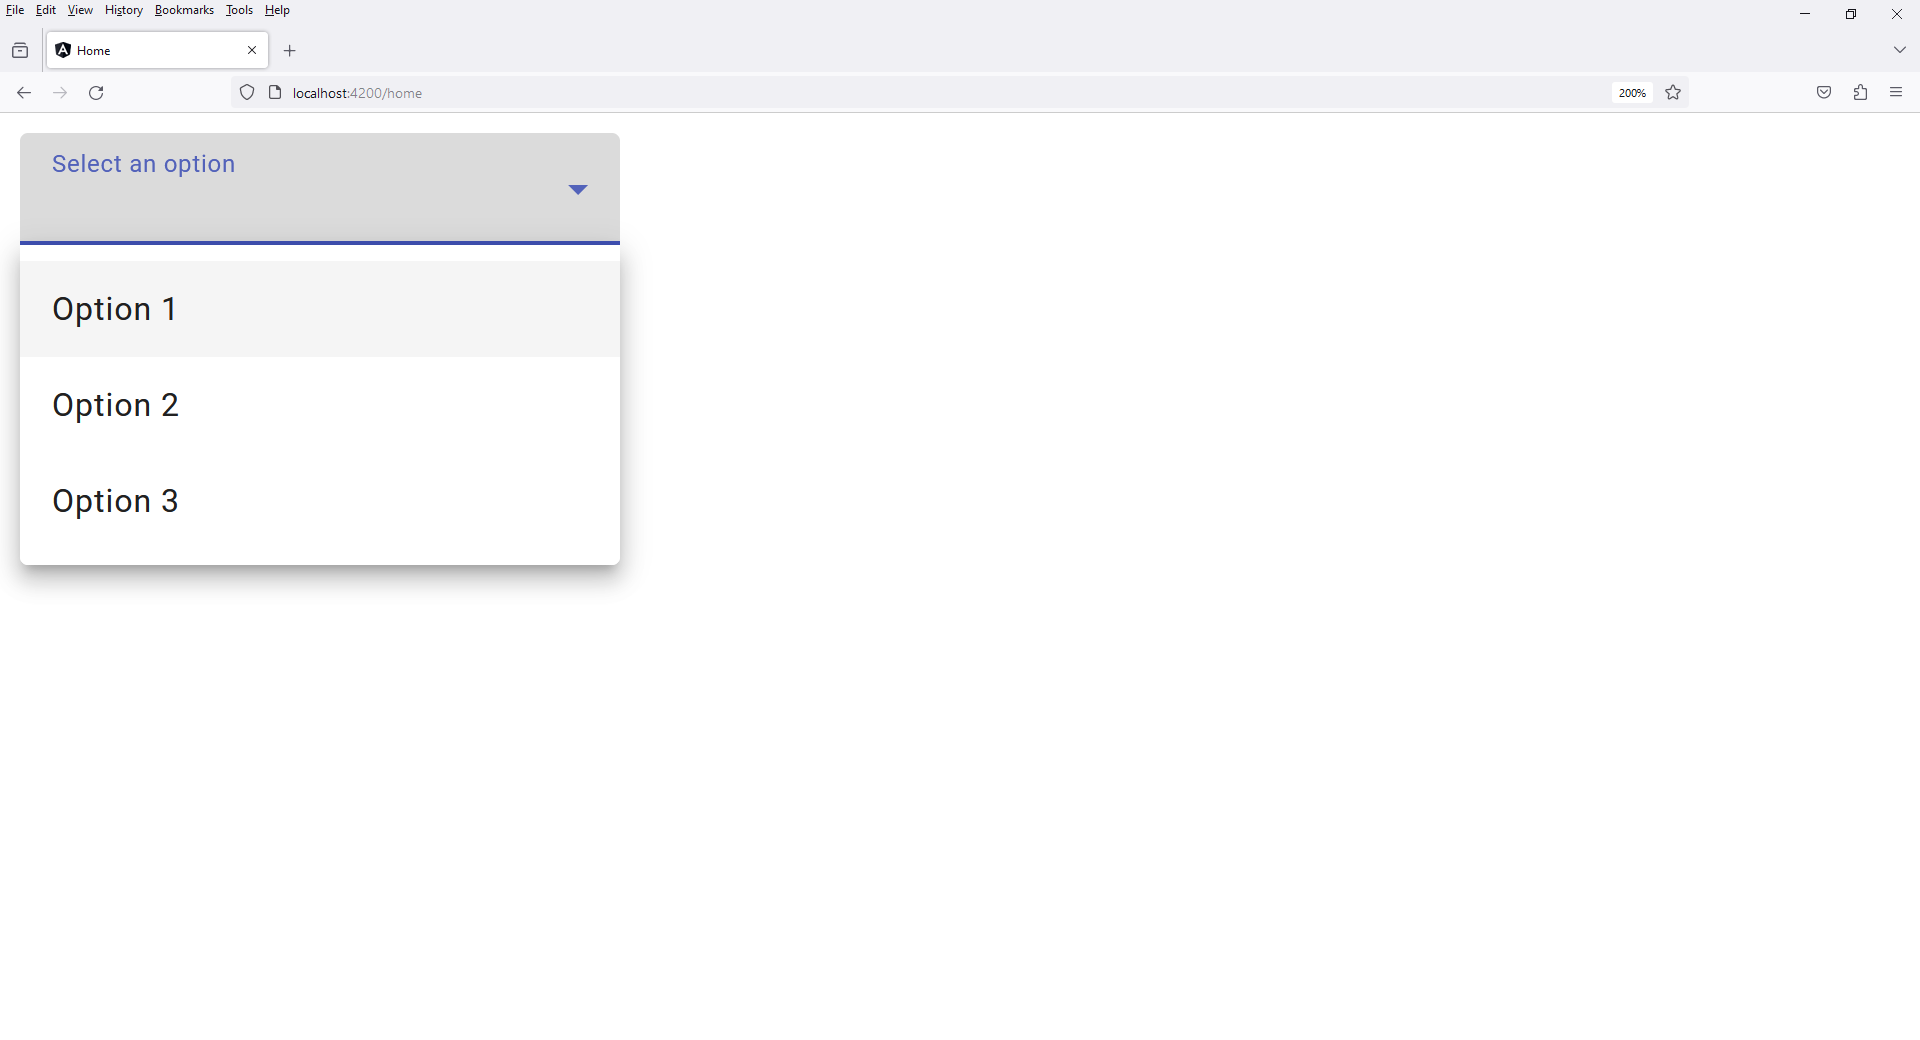 File Edit View History Bookmarks Tools Help
Home
localhost:4200/home
200%
Select an option
Option 1
Option 2
Option 3